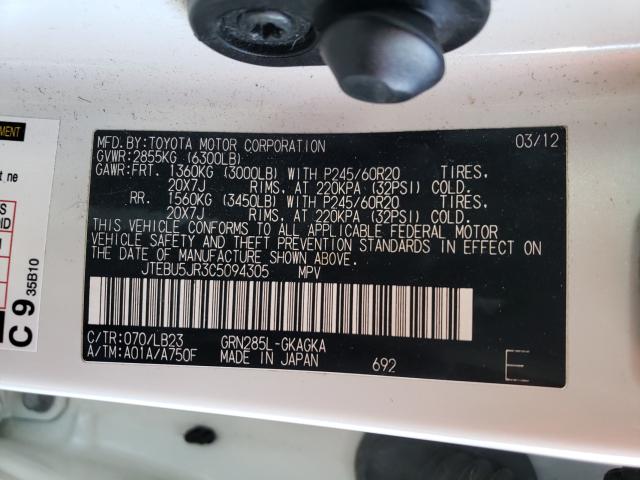 MFD.BY:TOYOTA MOTOR CORPORATION 03/12
GVWR:2855KG (6300LB)
GAWR:FRT. 1360KG (3000LB) WITH P245/60R20 TIRES,
20X7J RIMS, AT 220KPA (32PSI) COLD.
RR. 1560KG (3450LB) WITH P245/60R20 TIRES,
20X7J RIMS, AT 220KPA (32PSI) COLD.
THIS VEHICLE CONFORMS TO ALL APPLICABLE FEDERAL MOTOR
VEHICLE SAFETY AND THEFT PREVENTION STANDARDS IN EFFECT ON
THE DATE OF MANUFACTURE SHOWN ABOVE.
JTEBU5JR3C5094305 MPV
C/TR:070/LB23 GRN285L-GKAGKA
A/TM:A01A/A750F MADE IN JAPAN 692
E
C 9
35B10